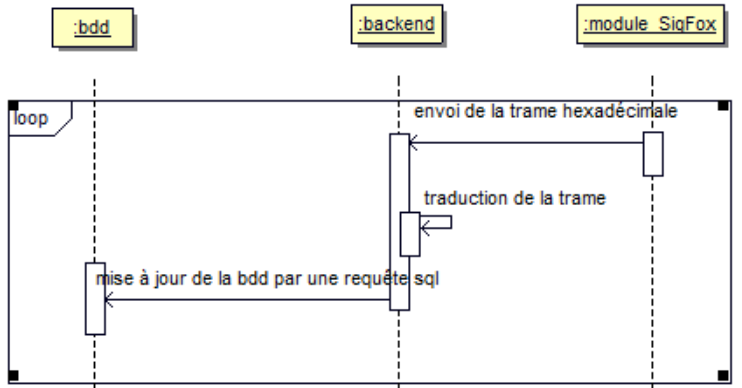 :bdd
:backend
:module_SigFox
loop
envoi de la trame hexadécimale
traduction de la trame
mise à jour de la bdd par une requête sql